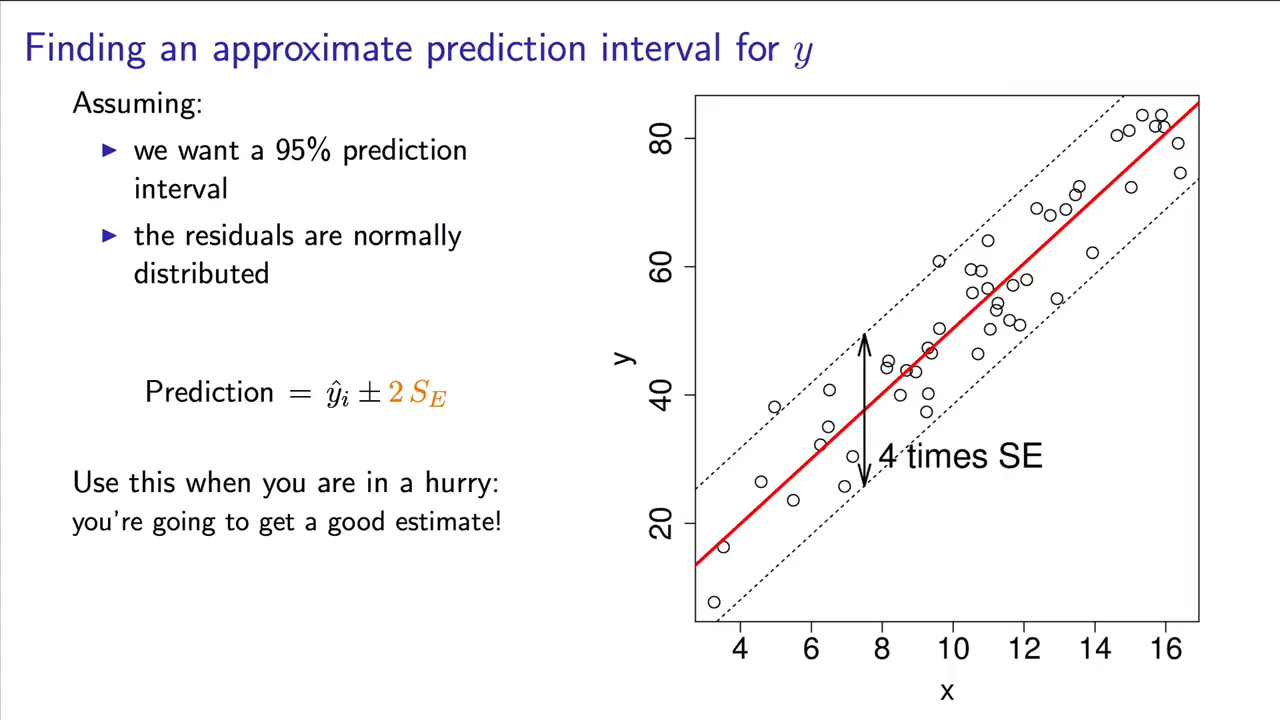 Finding an approximate prediction interval for y
Assuming:
▶ we want a 95% prediction
interval
▶ the residuals are normally
distributed
Prediction = ŷᵢ ± 2 S_E
Use this when you are in a hurry:
you're going to get a good estimate!
y
80
60
40
20
4 times SE
4 6 8 10 12 14 16
x